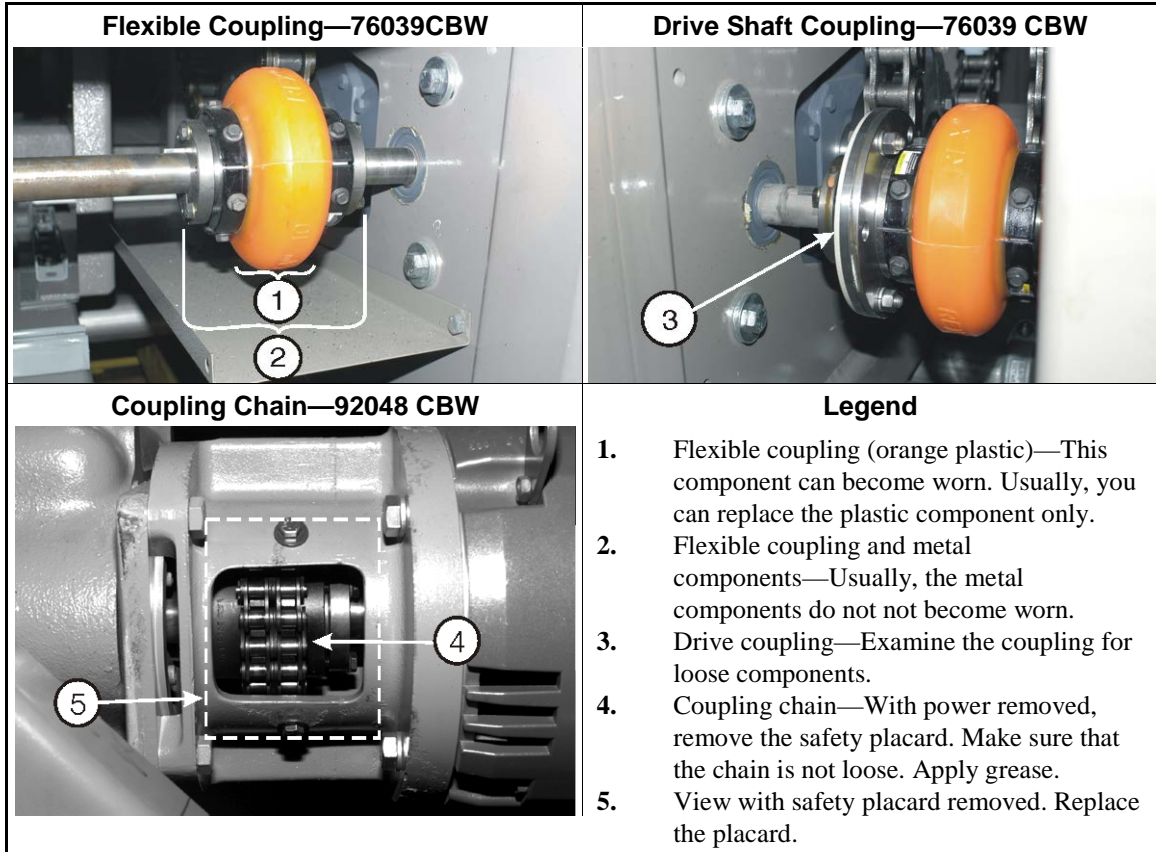 Flexible Coupling—76039CBW
Drive Shaft Coupling—76039 CBW
1
2
3
Coupling Chain—92048 CBW
4
5
Legend
1. Flexible coupling (orange plastic)—This
component can become worn. Usually, you
can replace the plastic component only.
2. Flexible coupling and metal
components—Usually, the metal
components do not not become worn.
3. Drive coupling—Examine the coupling for
loose components.
4. Coupling chain—With power removed,
remove the safety placard. Make sure that
the chain is not loose. Apply grease.
5. View with safety placard removed. Replace
the placard.